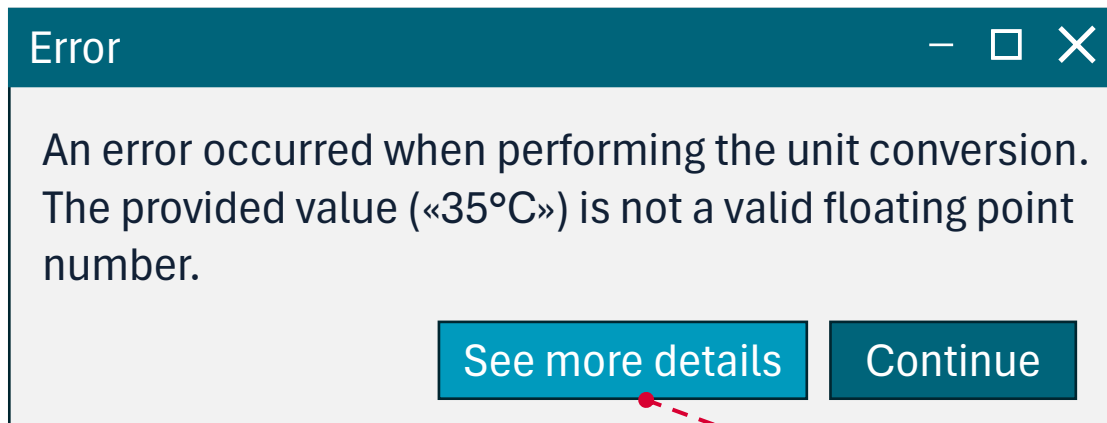 Error
An error occurred when performing the unit conversion.
The provided value («35°C») is not a valid floating point
number.
See more details
Continue